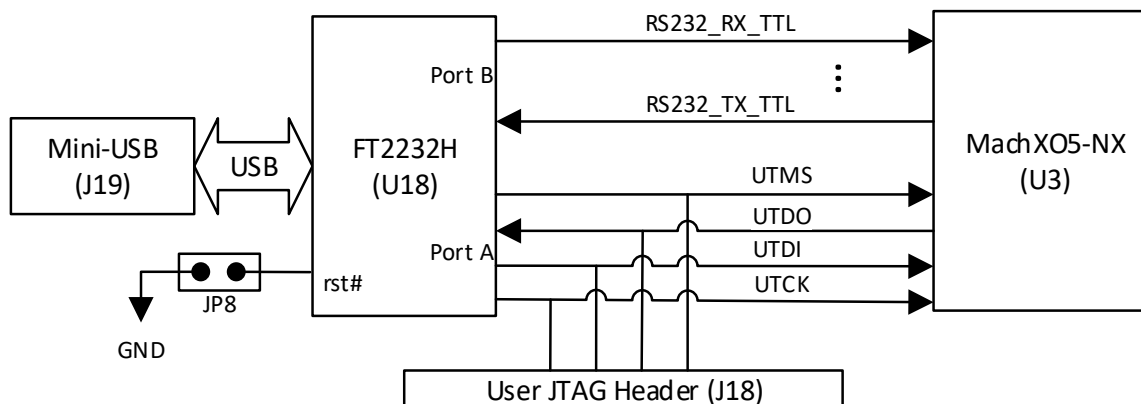 RS232_RX_TTL
Port B
⋮
RS232_TX_TTL
Mini-USB
(J19)
USB
FT2232H
(U18)
MachXO5-NX
(U3)
UTMS
UTDO
Port A
UTDI
rst#
UTCK
JP8
GND
User JTAG Header (J18)